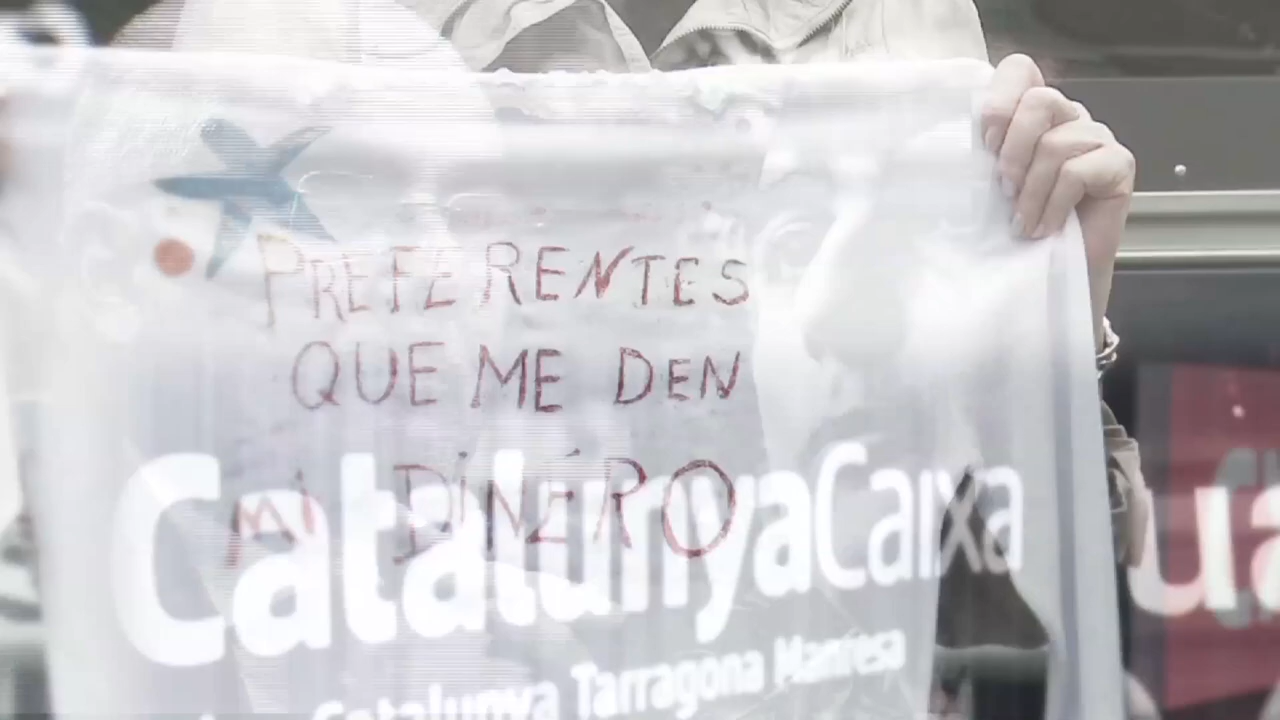 PREFERENTES
QUE ME DEN
MI DINERO
CatalunyaCaixa
Catalunya Tarragona Manresa